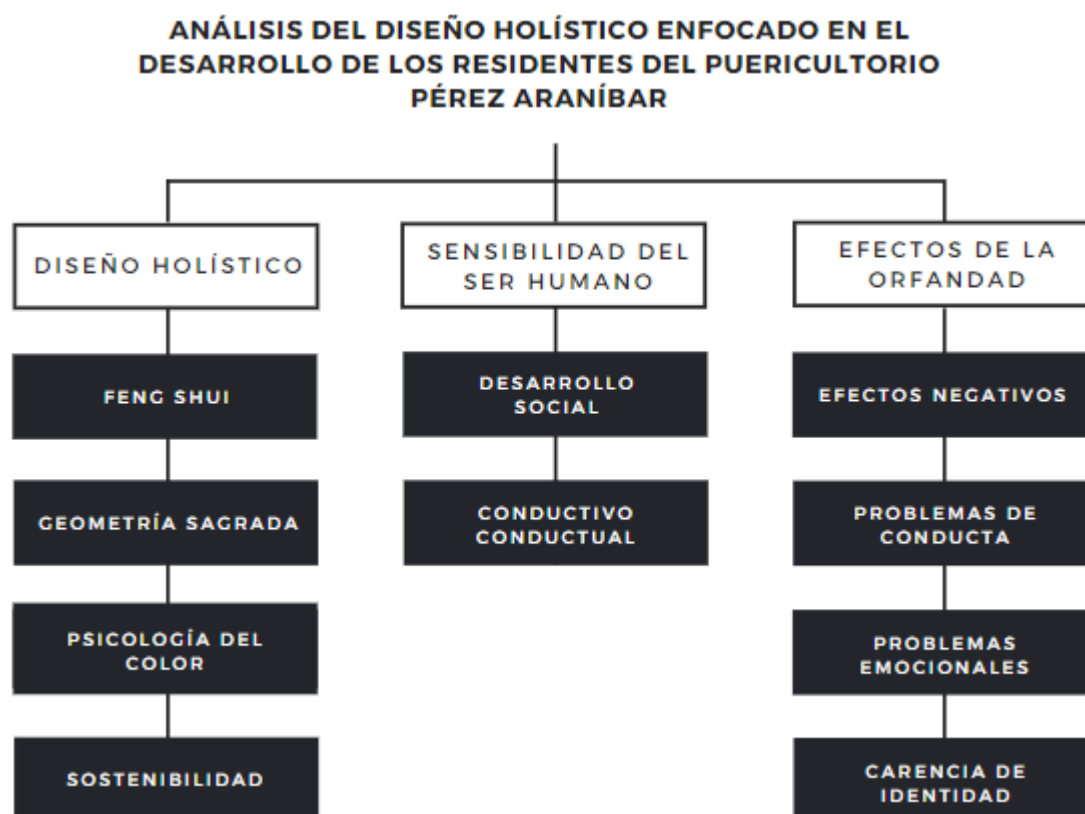 ANÁLISIS DEL DISEÑO HOLÍSTICO ENFOCADO EN EL
DESARROLLO DE LOS RESIDENTES DEL PUERICULTORIO
PÉREZ ARANÍBAR
DISEÑO HOLÍSTICO
FENG SHUI
GEOMETRÍA SAGRADA
PSICOLOGÍA DEL
COLOR
SOSTENIBILIDAD
SENSIBILIDAD DEL
SER HUMANO
DESARROLLO
SOCIAL
CONDUCTIVO
CONDUCTUAL
EFECTOS DE LA
ORFANDAD
EFECTOS NEGATIVOS
PROBLEMAS DE
CONDUCTA
PROBLEMAS
EMOCIONALES
CARENCIA DE
IDENTIDAD